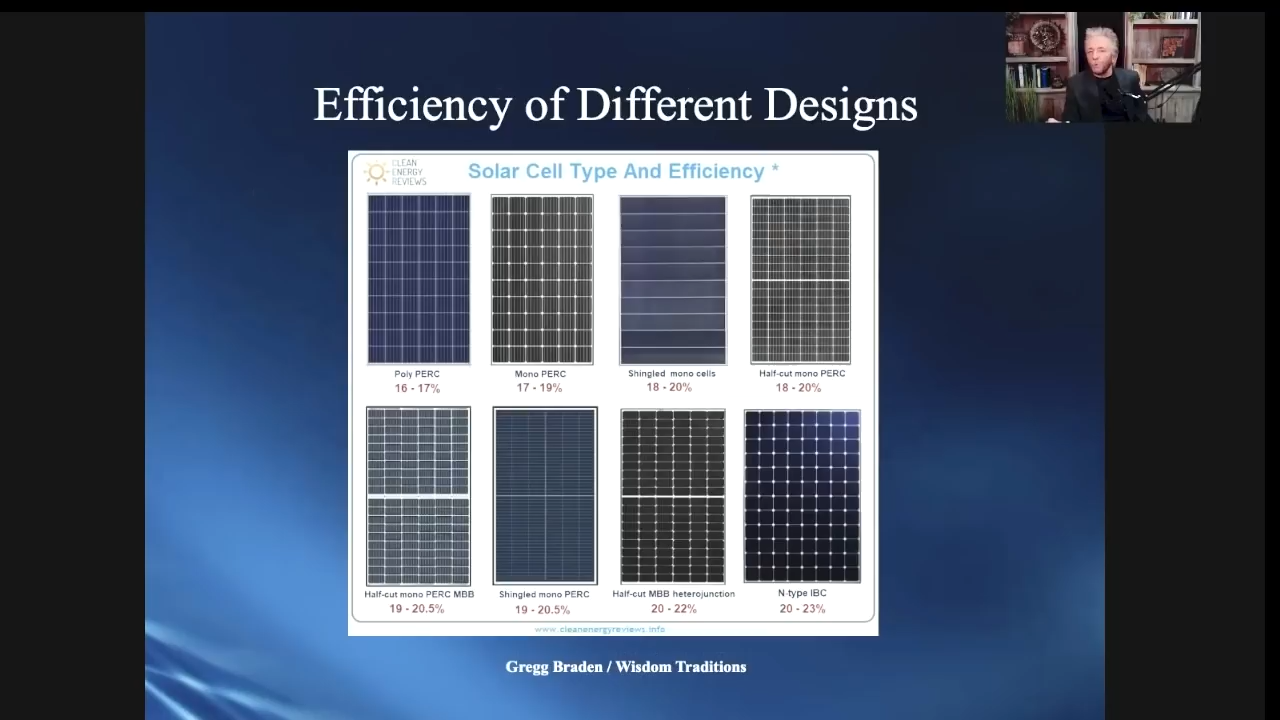 Efficiency of Different Designs
CLEAN
ENERGY
REVIEWS
Solar Cell Type And Efficiency *
Poly PERC
16 - 17%
Mono PERC
17 - 19%
Shingled mono cells
18 - 20%
Half-cut mono PERC
18 - 20%
Half-cut mono PERC MBB
19 - 20.5%
Shingled mono PERC
19 - 20.5%
Half-cut MBB heterojunction
20 - 22%
N-type IBC
20 - 23%
www.cleanenergyreviews.info
Gregg Braden / Wisdom Traditions